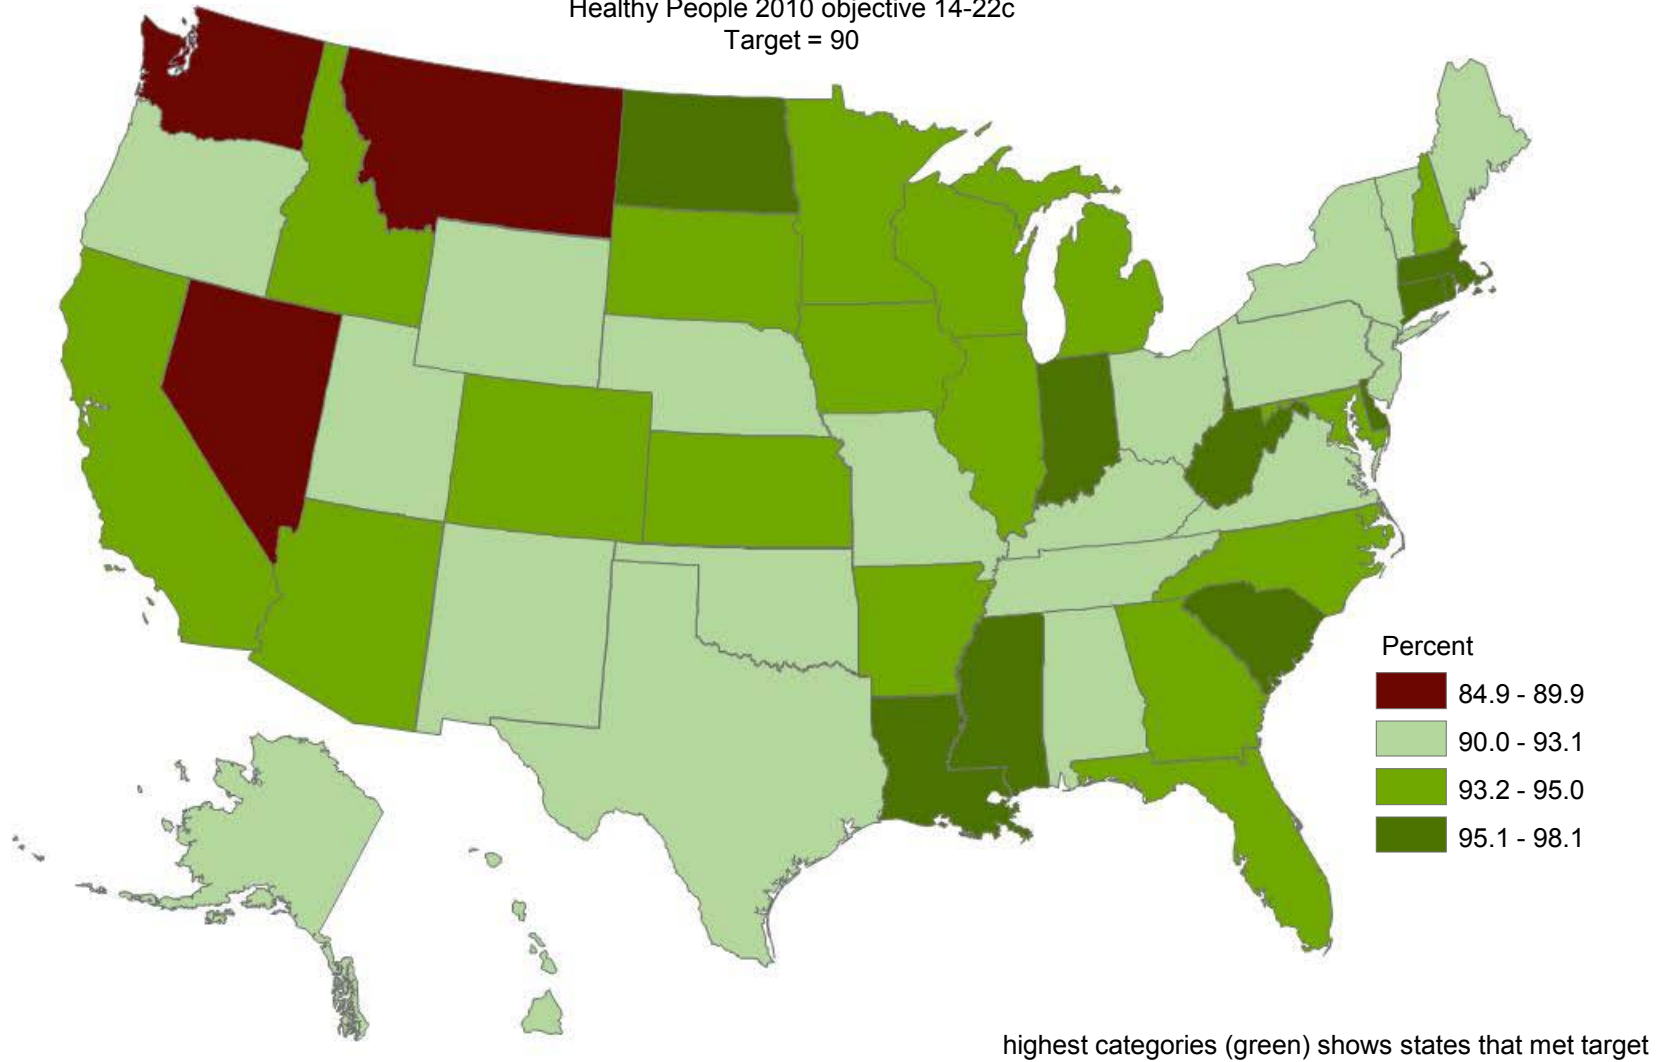 Healthy People 2010 objective 14-22c
Target = 90
Percent
84.9 - 89.9
90.0 - 93.1
93.2 - 95.0
95.1 - 98.1
highest categories (green) shows states that met target